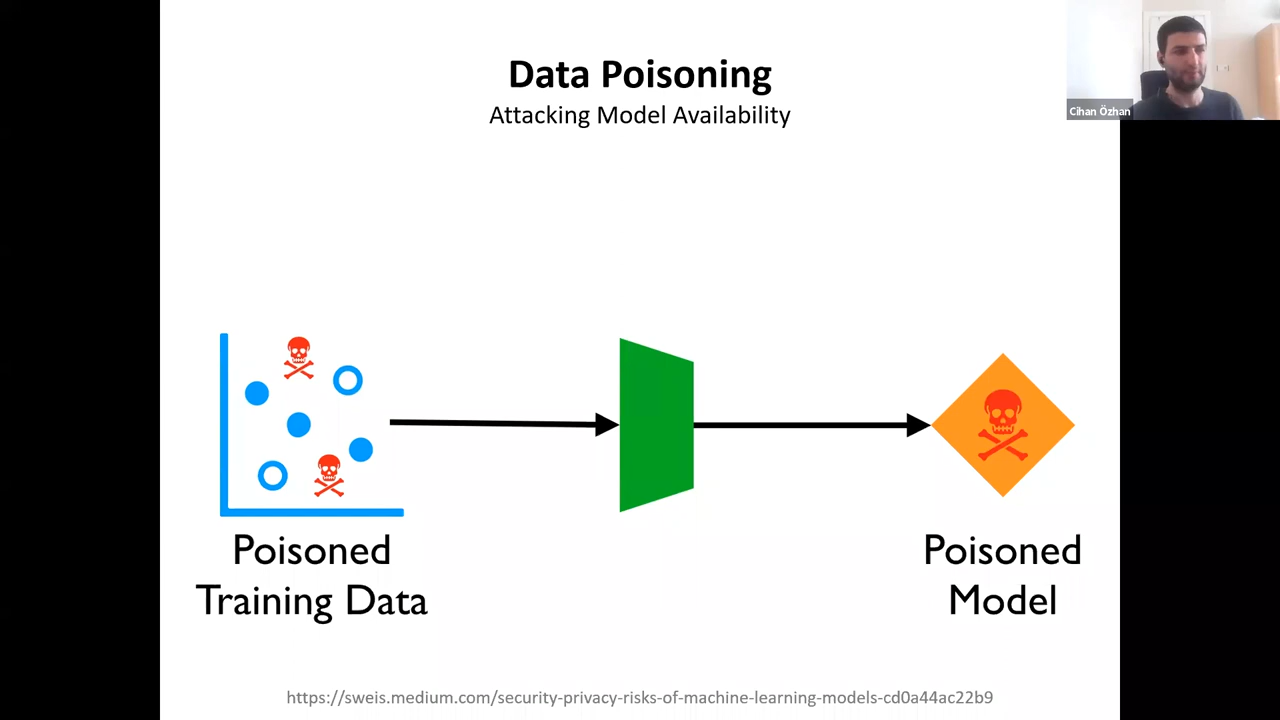 Data Poisoning
Attacking Model Availability
Cihan Özhan
Poisoned
Training Data
Poisoned
Model
https://sweis.medium.com/security-privacy-risks-of-machine-learning-models-cd0a44ac22b9